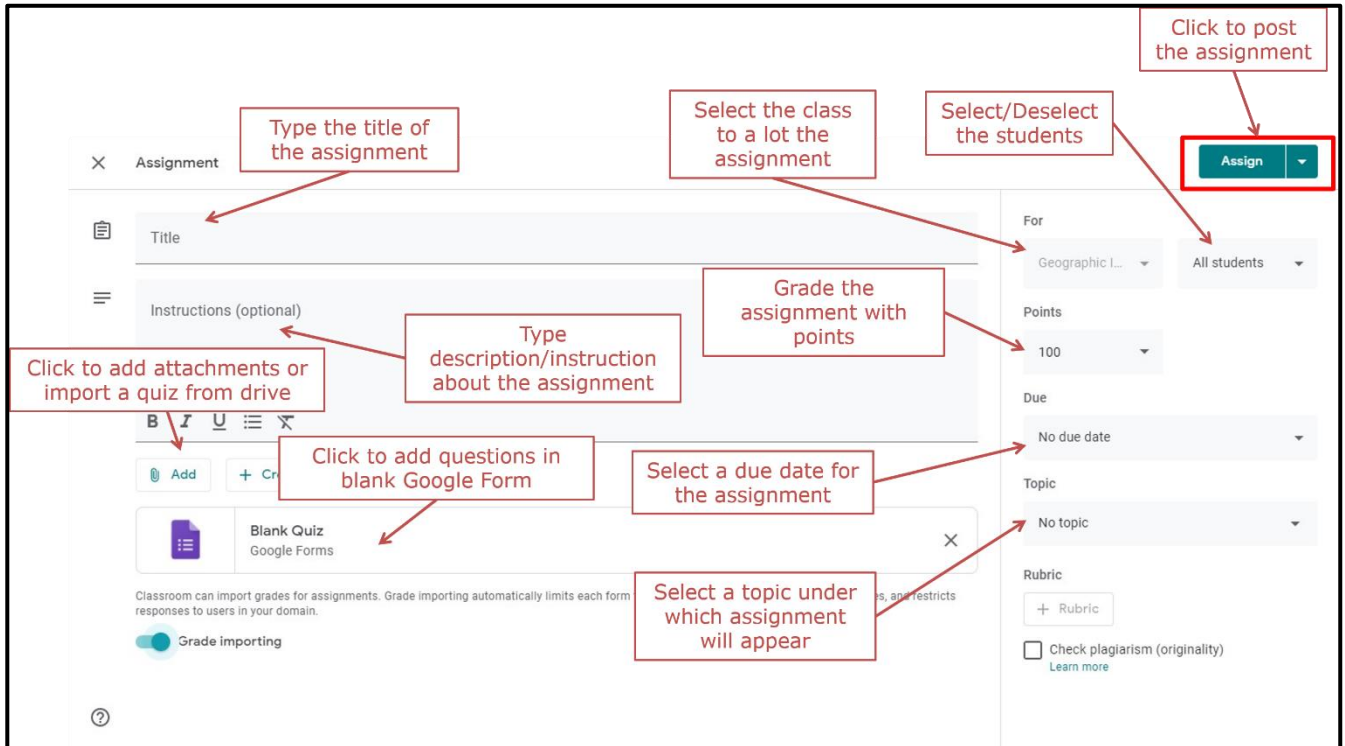 Click to post
the assignment
Type the title of
the assignment
Select the class
to a lot the
assignment
Select/Deselect
the students
Assignment
Assign
Title
For
Geographic I...
All students
Instructions (optional)
Type
description/instruction
about the assignment
Grade the
assignment with
points
Points
100
Click to add attachments or
import a quiz from drive
B I U
Due
No due date
Add
+ Cr
Click to add questions in
blank Google Form
Select a due date for
the assignment
Topic
No topic
Blank Quiz
Google Forms
Classroom can import grades for assignments. Grade importing automatically limits each form
es, and restricts
responses to users in your domain.
Grade importing
Select a topic under
which assignment
will appear
Rubric
+ Rubric
Check plagiarism (originality)
Learn more